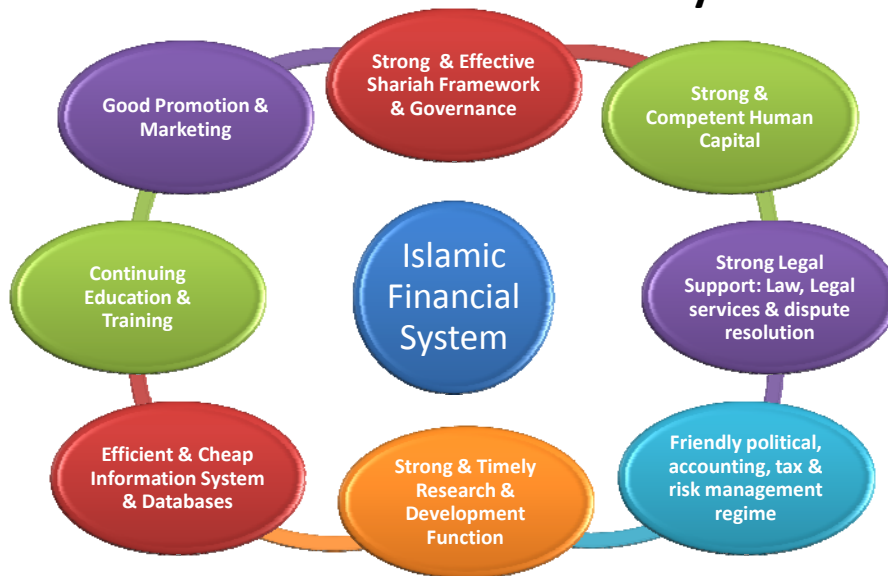 Strong & Effective
Shariah Framework
& Governance
Good Promotion &
Marketing
Strong &
Competent Human
Capital
Continuing
Education &
Training
Islamic
Financial
System
Strong Legal
Support: Law, Legal
services & dispute
resolution
Efficient & Cheap
Information System
& Databases
Strong & Timely
Research &
Development
Function
Friendly political,
accounting, tax &
risk management
regime